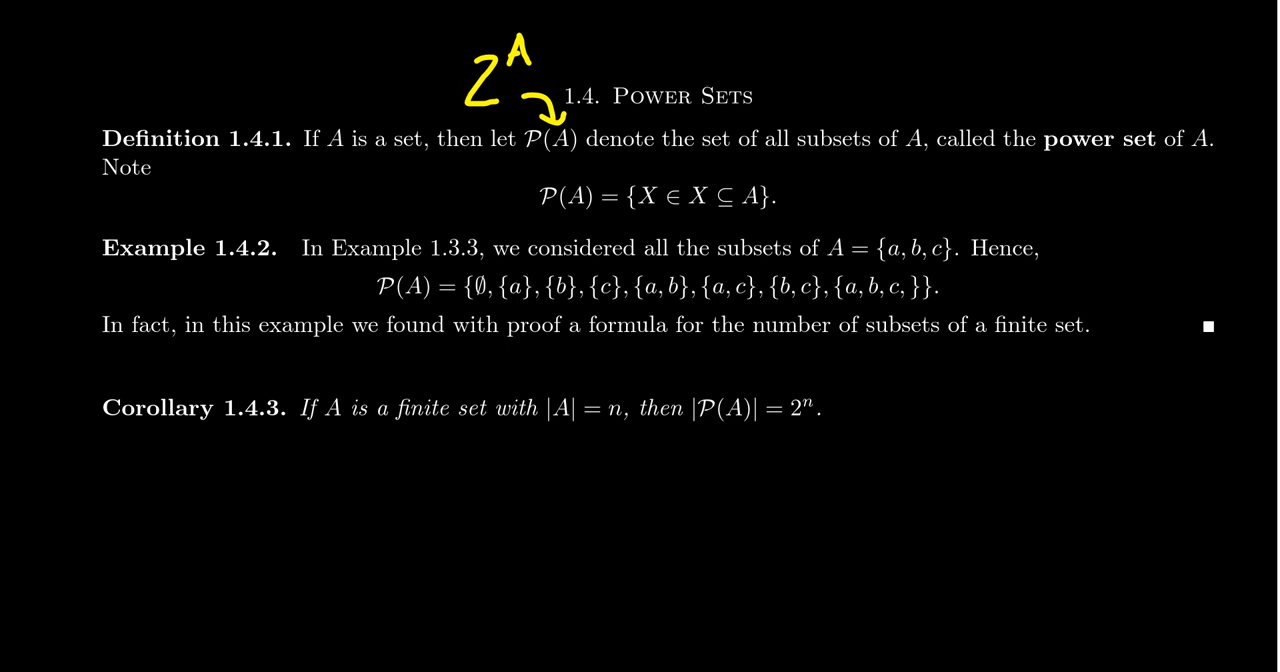 2^A
1.4. POWER SETS
Definition 1.4.1. If A is a set, then let 𝒫(A) denote the set of all subsets of A, called the power set of A.
Note
𝒫(A) = {X ∈ X ⊆ A}.
Example 1.4.2. In Example 1.3.3, we considered all the subsets of A = {a, b, c}. Hence,
𝒫(A) = {∅, {a}, {b}, {c}, {a, b}, {a, c}, {b, c}, {a, b, c, }}.
In fact, in this example we found with proof a formula for the number of subsets of a finite set. ■
Corollary 1.4.3. If A is a finite set with |A| = n, then |𝒫(A)| = 2^n.